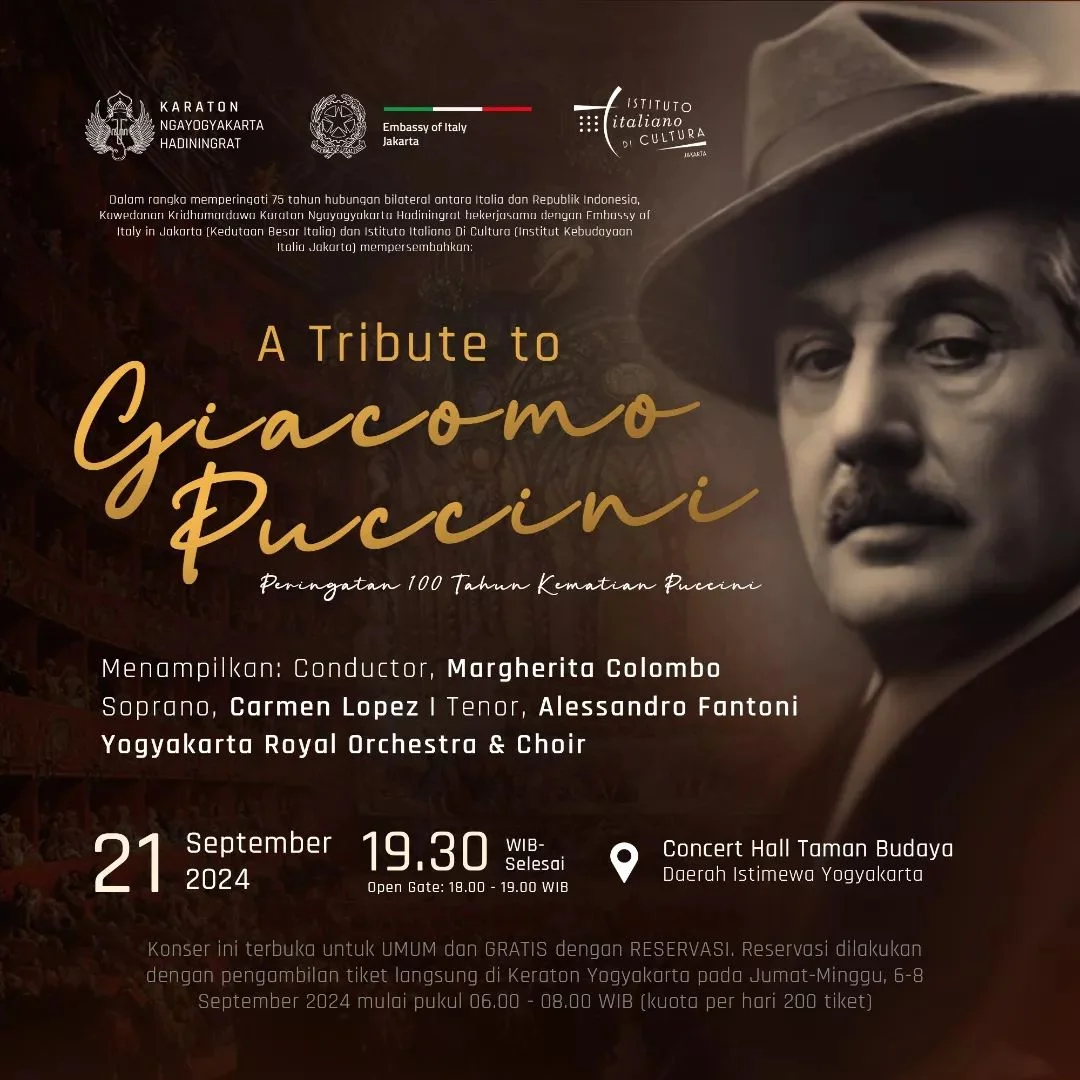 KARATON
NGAYOGYAKARTA
HADININGRAT
Embassy of Italy
Jakarta
ISTITUTO
italiano
DI CULTURA
JAKARTA
Dalam rangka memperingati 75 tahun hubungan bilateral antara Italia dan Republik Indonesia,
Kawedanan Kridhamardawa Karaton Ngayogyakarta Hadiningrat bekerjasama dengan Embassy of
Italy in Jakarta (Kedutaan Besar Italia) dan Istituto Italiano Di Cultura (Institut Kebudayaan
Italia Jakarta) mempersembahkan:
A Tribute to
Giacomo
Puccini
Peringatan 100 Tahun Kematian Puccini
Menampilkan: Conductor, Margherita Colombo
Soprano, Carmen Lopez | Tenor, Alessandro Fantoni
Yogyakarta Royal Orchestra & Choir
21 September
2024
19.30 WIB-
Selesai
Open Gate: 18.00 - 19.00 WIB
Concert Hall Taman Budaya
Daerah Istimewa Yogyakarta
Konser ini terbuka untuk UMUM dan GRATIS dengan RESERVASI. Reservasi dilakukan
dengan pengambilan tiket langsung di Keraton Yogyakarta pada Jumat-Minggu, 6-8
September 2024 mulai pukul 06.00 - 08.00 WIB (kuota per hari 200 tiket)